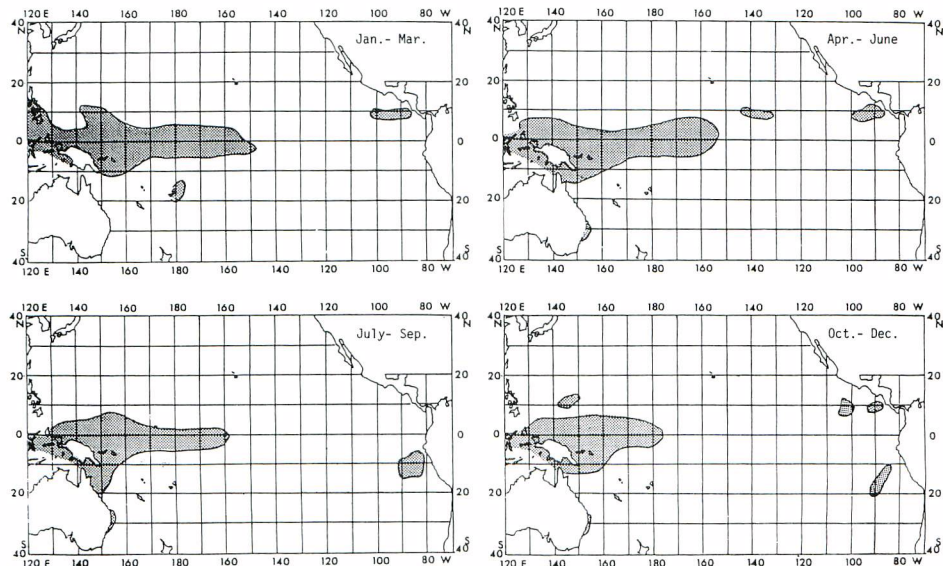 120 E 140 160 180 160 140 120 100 80 W
40 N 40 N
Jan.- Mar.
20 20
0 0
20 20
40 S 40 S
120 E 140 160 180 160 140 120 100 80 W
120 E 140 160 180 160 140 120 100 80 W
40 N 40 N
Apr.- June
20 20
0 0
20 20
40 S 40 S
120 E 140 160 180 160 140 120 100 80 W
120 E 140 160 180 160 140 120 100 80 W
40 N 40 N
July- Sep.
20 20
0 0
20 20
40 S 40 S
120 E 140 160 180 160 140 120 100 80 W
120 E 140 160 180 160 140 120 100 80 W
40 N 40 N
Oct.- Dec.
20 20
0 0
20 20
40 S 40 S
120 E 140 160 180 160 140 120 100 80 W